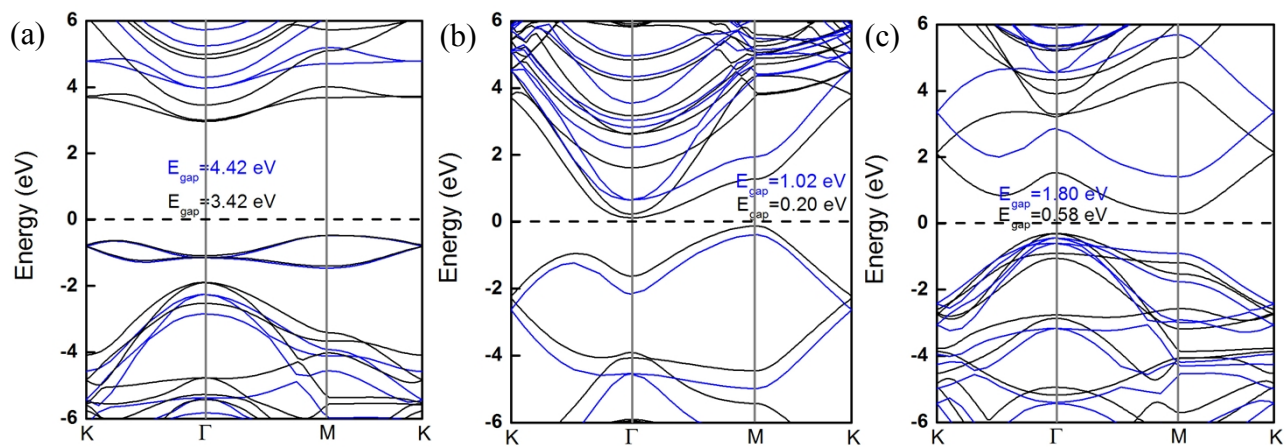 (a)
Energy (eV)
6
4
2
0
-2
-4
-6
E_gap=4.42 eV
E_gap=3.42 eV
K Γ M K
(b)
Energy (eV)
6
4
2
0
-2
-4
-6
E_gap=1.02 eV
E_gap=0.20 eV
K Γ M K
(c)
Energy (eV)
6
4
2
0
-2
-4
-6
E_gap=1.80 eV
E_gap=0.58 eV
K Γ M K